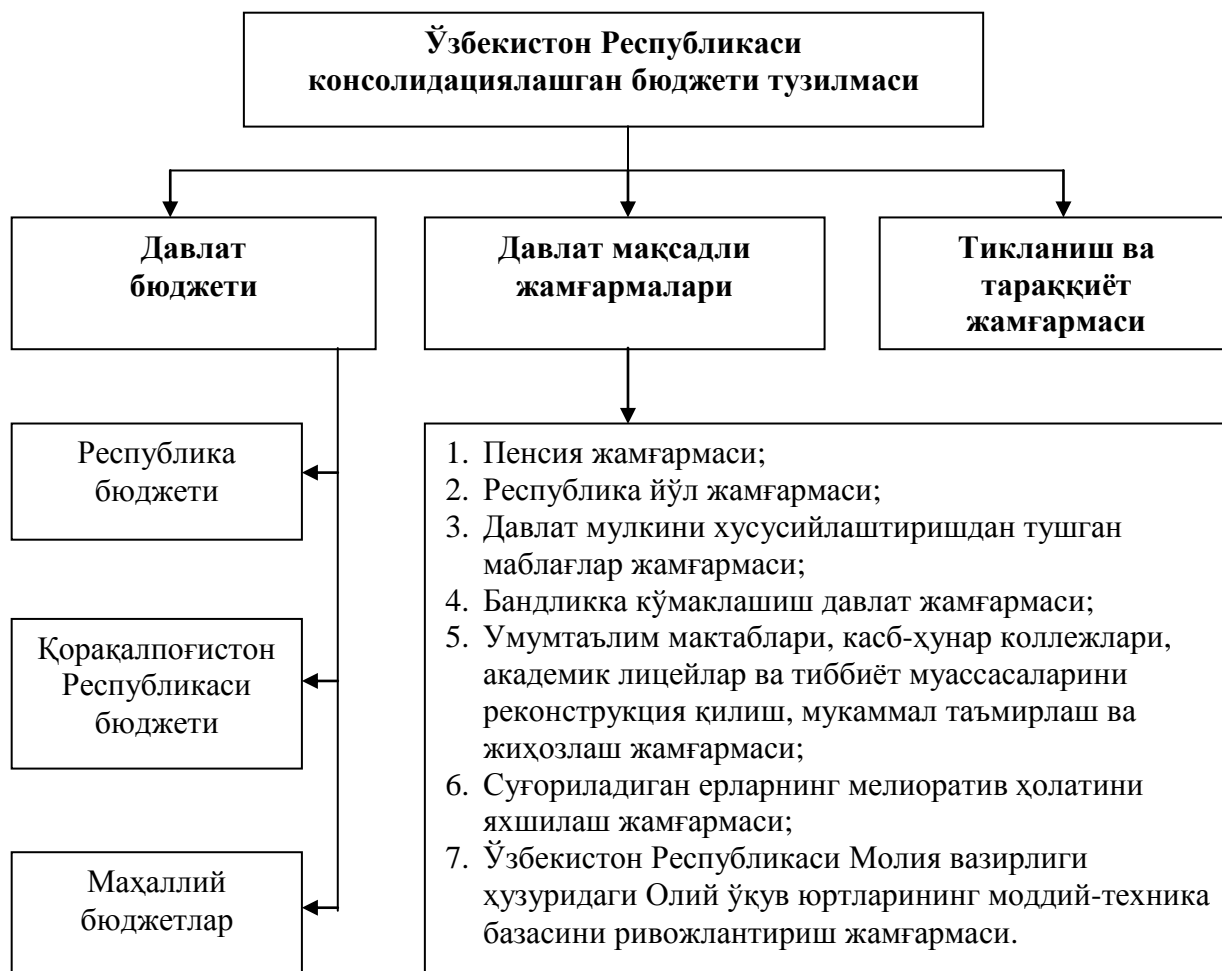 Ўзбекистон Республикаси
консолидациялашган бюджети тузилмаси
Давлат
бюджети
Давлат мақсадли
жамғармалари
Тикланиш ва
тараққиёт
жамғармаси
Республика
бюджети
Қорақалпоғистон
Республикаси
бюджети
Маҳаллий
бюджетлар
1. Пенсия жамғармаси;
2. Республика йўл жамғармаси;
3. Давлат мулкини хусусийлаштиришдан тушган
маблағлар жамғармаси;
4. Бандликка кўмаклашиш давлат жамғармаси;
5. Умумтаълим мактаблари, касб-ҳунар коллежлари,
академик лицейлар ва тиббиёт муассасаларини
реконструкция қилиш, мукаммал таъмирлаш ва
жиҳозлаш жамғармаси;
6. Суғориладиган ерларнинг мелиоратив ҳолатини
яхшилаш жамғармаси;
7. Ўзбекистон Республикаси Молия вазирлиги
ҳузуридаги Олий ўқув юртларининг моддий-техника
базасини ривожлантириш жамғармаси.